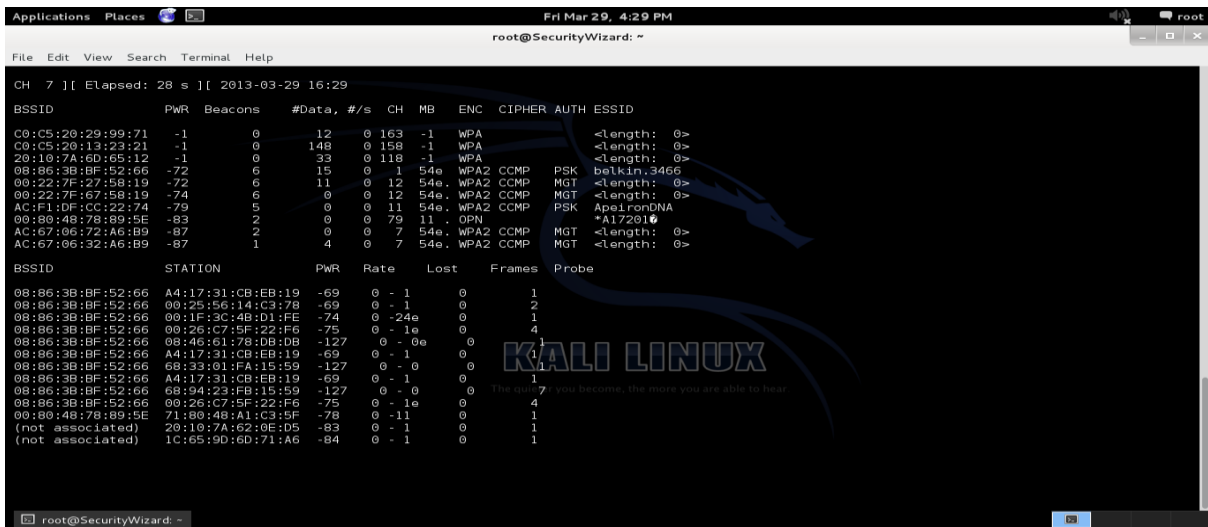 Applications Places Fri Mar 29, 4:29 PM root
root@SecurityWizard: ~
File Edit View Search Terminal Help
CH 7 ][ Elapsed: 28 s ][ 2013-03-29 16:29
BSSID PWR Beacons #Data, #/s CH MB ENC CIPHER AUTH ESSID
C0:C5:20:29:99:71 -1 0 12 0 163 -1 WPA <length: 0>
C0:C5:20:13:23:21 -1 0 148 0 158 -1 WPA <length: 0>
20:10:7A:6D:65:12 -1 0 33 0 118 -1 WPA <length: 0>
08:86:3B:BF:52:66 -72 6 15 0 1 54e WPA2 CCMP PSK belkin.3466
00:22:7F:27:58:19 -72 6 11 0 12 54e. WPA2 CCMP MGT <length: 0>
00:22:7F:67:58:19 -74 6 0 0 12 54e. WPA2 CCMP MGT <length: 0>
AC:F1:DF:CC:22:74 -79 5 0 0 11 54e. WPA2 CCMP PSK ApeironDNA
00:80:48:78:89:5E -83 2 0 0 79 11 . OPN *A17201�
AC:67:06:72:A6:B9 -87 2 0 0 7 54e. WPA2 CCMP MGT <length: 0>
AC:67:06:32:A6:B9 -87 1 4 0 7 54e. WPA2 CCMP MGT <length: 0>
BSSID STATION PWR Rate Lost Frames Probe
08:86:3B:BF:52:66 A4:17:31:CB:EB:19 -69 0 - 1 0 1
08:86:3B:BF:52:66 00:25:56:14:C3:78 -69 0 - 1 0 2
08:86:3B:BF:52:66 00:1F:3C:4B:D1:FE -74 0 -24e 0 1
08:86:3B:BF:52:66 00:26:C7:5F:22:F6 -75 0 - 1e 0 4
08:86:3B:BF:52:66 08:46:61:78:DB:DB -127 0 - 0e 0 1
08:86:3B:BF:52:66 A4:17:31:CB:EB:19 -69 0 - 1 0 1
08:86:3B:BF:52:66 68:33:01:FA:15:59 -127 0 - 0 0 1
08:86:3B:BF:52:66 A4:17:31:CB:EB:19 -69 0 - 1 0 1
08:86:3B:BF:52:66 68:94:23:FB:15:59 -127 0 - 0 0 7
08:86:3B:BF:52:66 00:26:C7:5F:22:F6 -75 0 - 1e 0 4
00:80:48:78:89:5E 71:80:48:A1:C3:5F -78 0 -11 0 1
(not associated) 20:10:7A:62:0E:D5 -83 0 - 1 0 1
(not associated) 1C:65:9D:6D:71:A6 -84 0 - 1 0 1
KALI LINUX
The quieter you become, the more you are able to hear.
root@SecurityWizard: ~